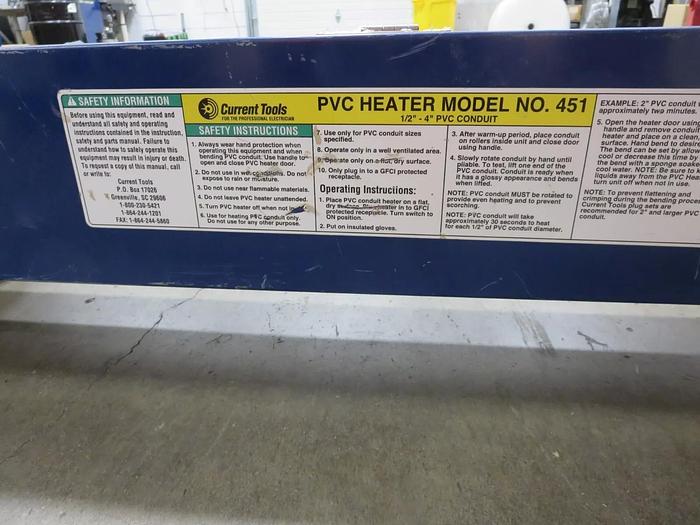 SAFETY INFORMATION
Before using this equipment, read and
understand all safety and operating
instructions contained in the instruction,
safety and parts manual. Failure to
understand how to safely operate this
equipment may result in injury or death.
To request a copy of this manual, call
or write to:
Current Tools
P.O. Box 17026
Greenville, SC 29606
1-800-230-5421
1-864-244-1201
FAX: 1-864-244-5860
Current Tools
FOR THE PROFESSIONAL ELECTRICIAN
PVC HEATER MODEL NO. 451
1/2" - 4" PVC CONDUIT
SAFETY INSTRUCTIONS
1. Always wear hand protection when
operating this equipment and when
bending PVC conduit. Use handle to
open and close PVC heater door.
2. Do not use in wet conditions. Do not
expose to rain or moisture.
3. Do not use near flammable materials.
4. Do not leave PVC heater unattended.
5. Turn PVC heater off when not in
6. Use for heating PVC conduit only.
Do not use for any other purpose.
7. Use only for PVC conduit sizes
specified.
8. Operate only in a well ventilated area.
9. Operate only on a flat, dry surface.
10. Only plug in to a GFCI protected
receptacle.
Operating Instructions:
1. Place PVC conduit heater on a flat,
dry surface. Plug heater in to GFCI
protected receptacle. Turn switch to
ON position.
2. Put on insulated gloves.
3. After warm-up period, place conduit
on rollers inside unit and close door
using handle.
4. Slowly rotate conduit by hand until
pliable. To test, lift one end of the
PVC conduit. Conduit is ready when
it has a glossy appearance and bends
when lifted.
NOTE: PVC conduit MUST be rotated to
provide even heating and to prevent
scorching.
NOTE: PVC conduit will take
approximately 30 seconds to heat
for each 1/2" of PVC conduit diameter.
EXAMPLE: 2" PVC conduit
approximately two minutes.
5. Open the heater door using
handle and remove conduit
heater and place on a clean,
surface. Hand bend to desire
The bend can be set by allow
cool or decrease this time by
the bend with a sponge soake
cool water. NOTE: Be sure to k
liquids away from the PVC Hea
turn unit off when not in use.
NOTE: To prevent flattening and
crimping during the bending proce
Current Tools plug sets are
recommended for 2" and larger PV
conduit.